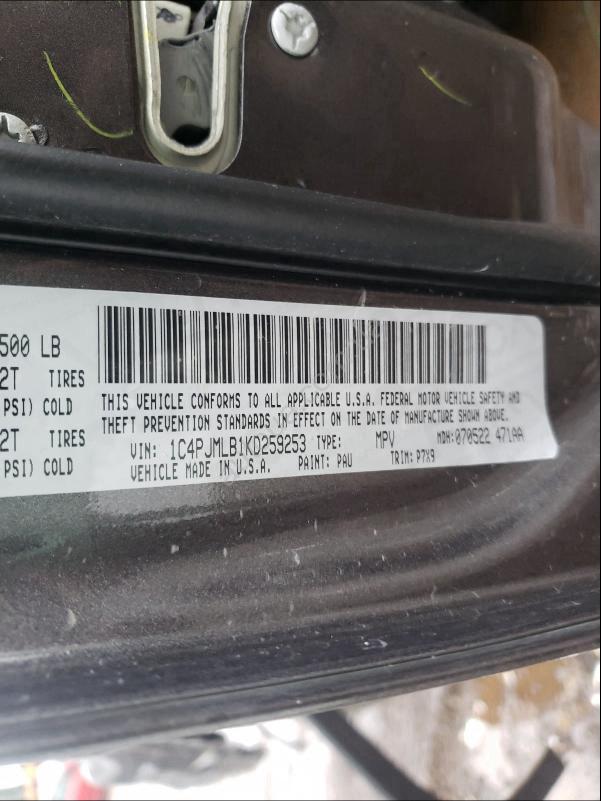 500 LB
2T TIRES
PSI) COLD
2T TIRES
PSI) COLD
THIS VEHICLE CONFORMS TO ALL APPLICABLE U.S.A. FEDERAL MOTOR VEHICLE SAFETY AND
THEFT PREVENTION STANDARDS IN EFFECT ON THE DATE OF MANUFACTURE SHOWN ABOVE.
VIN: 1C4PJMLB1KD259253 TYPE: MPV MDH:070522 471AA
VEHICLE MADE IN U.S.A. PAINT: PAU TRIM: P7X9